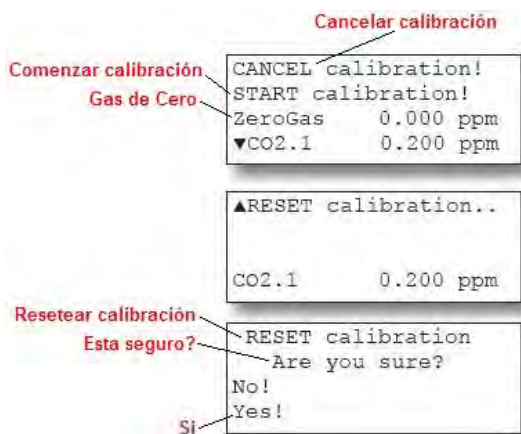 Cancelar calibración
Comenzar calibración
Gas de Cero
CANCEL calibration!
START calibration!
ZeroGas 0.000 ppm
▼CO2.1 0.200 ppm
▲RESET calibration..
CO2.1 0.200 ppm
Resetear calibración
Esta seguro?
RESET calibration
Are you sure?
No!
Yes!
Si